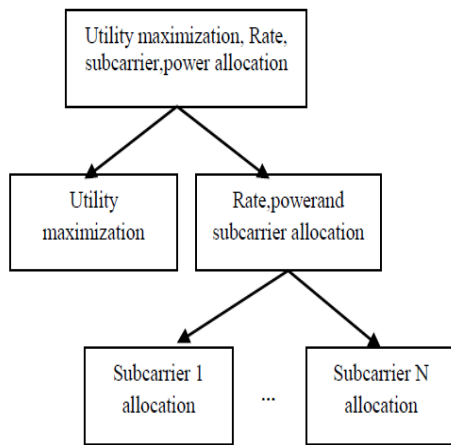 Utility maximization, Rate,
subcarrier,power allocation
Utility
maximization
Rate,powerand
subcarrier allocation
Subcarrier 1
allocation
...
Subcarrier N
allocation